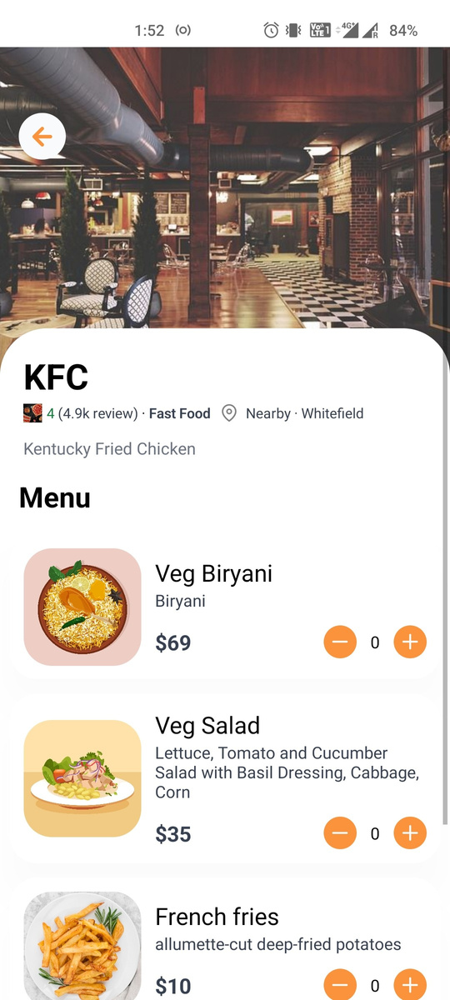 1:52 84%
Vo) 1
LTE
4G+
R
KFC
4 (4.9k review) · Fast Food Nearby · Whitefield
Kentucky Fried Chicken
Menu
Veg Biryani
Biryani
$69 0
Veg Salad
Lettuce, Tomato and Cucumber
Salad with Basil Dressing, Cabbage,
Corn
$35 0
French fries
allumette-cut deep-fried potatoes
$10 0